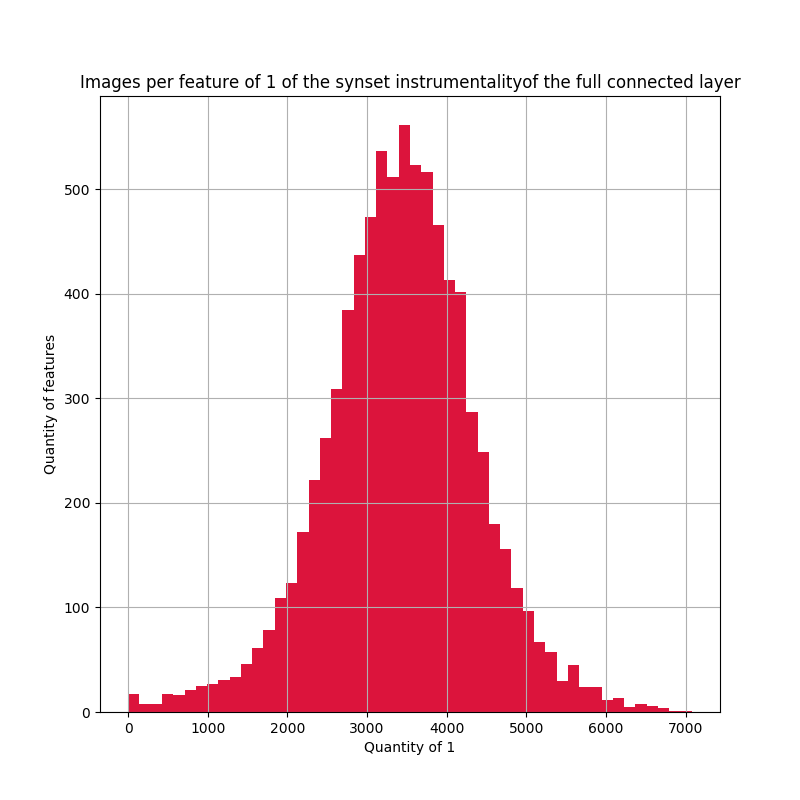 Images per feature of 1 of the synset instrumentalityof the full connected layer
Quantity of features
500
400
300
200
100
0
0 1000 2000 3000 4000 5000 6000 7000
Quantity of 1